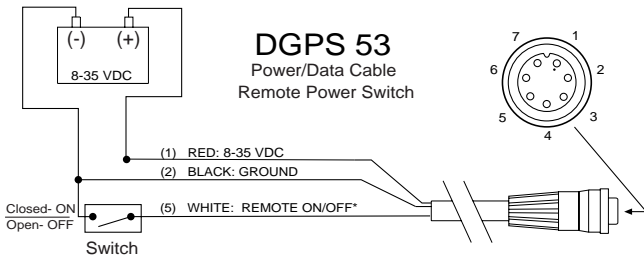 (-) (+)
8-35 VDC
DGPS 53
Power/Data Cable
Remote Power Switch
7 1
6 2
5 3
4
(1) RED: 8-35 VDC
(2) BLACK: GROUND
(5) WHITE: REMOTE ON/OFF*
Closed- ON
Open- OFF
Switch